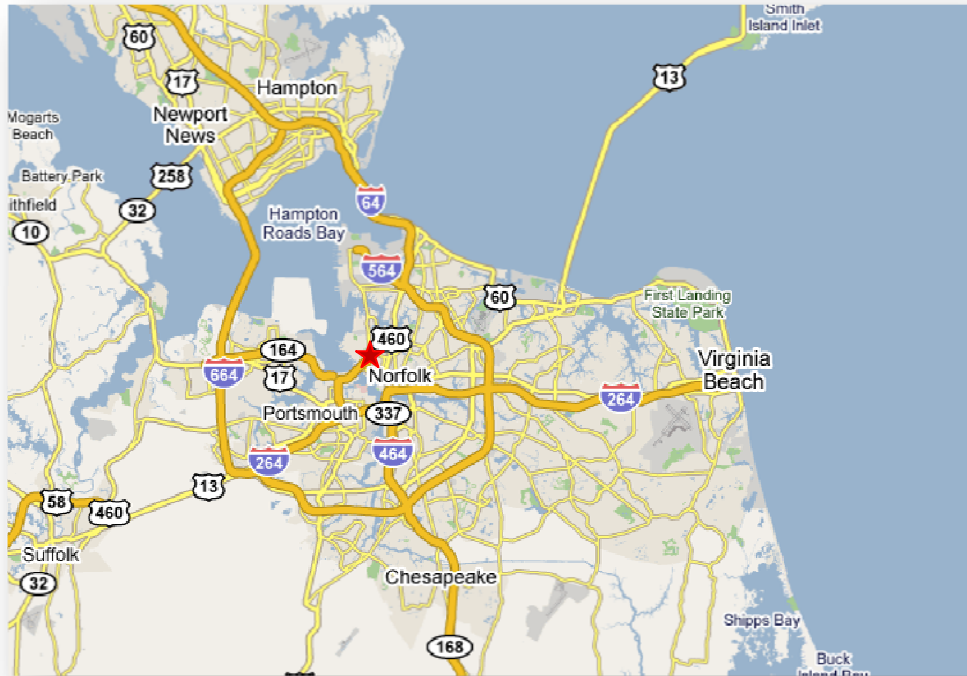 Smith
Island Inlet
60
13
17
Hampton
Newport
News
Mogarts
Beach
258
Battery Park
64
ithfield
32
Hampton
Roads Bay
10
564
60
First Landing
State Park
460
164
Virginia
Beach
664
17
Norfolk
264
Portsmouth
337
464
264
13
58
460
Suffolk
32
Chesapeake
Shipps Bay
168
Buck
Island Bay